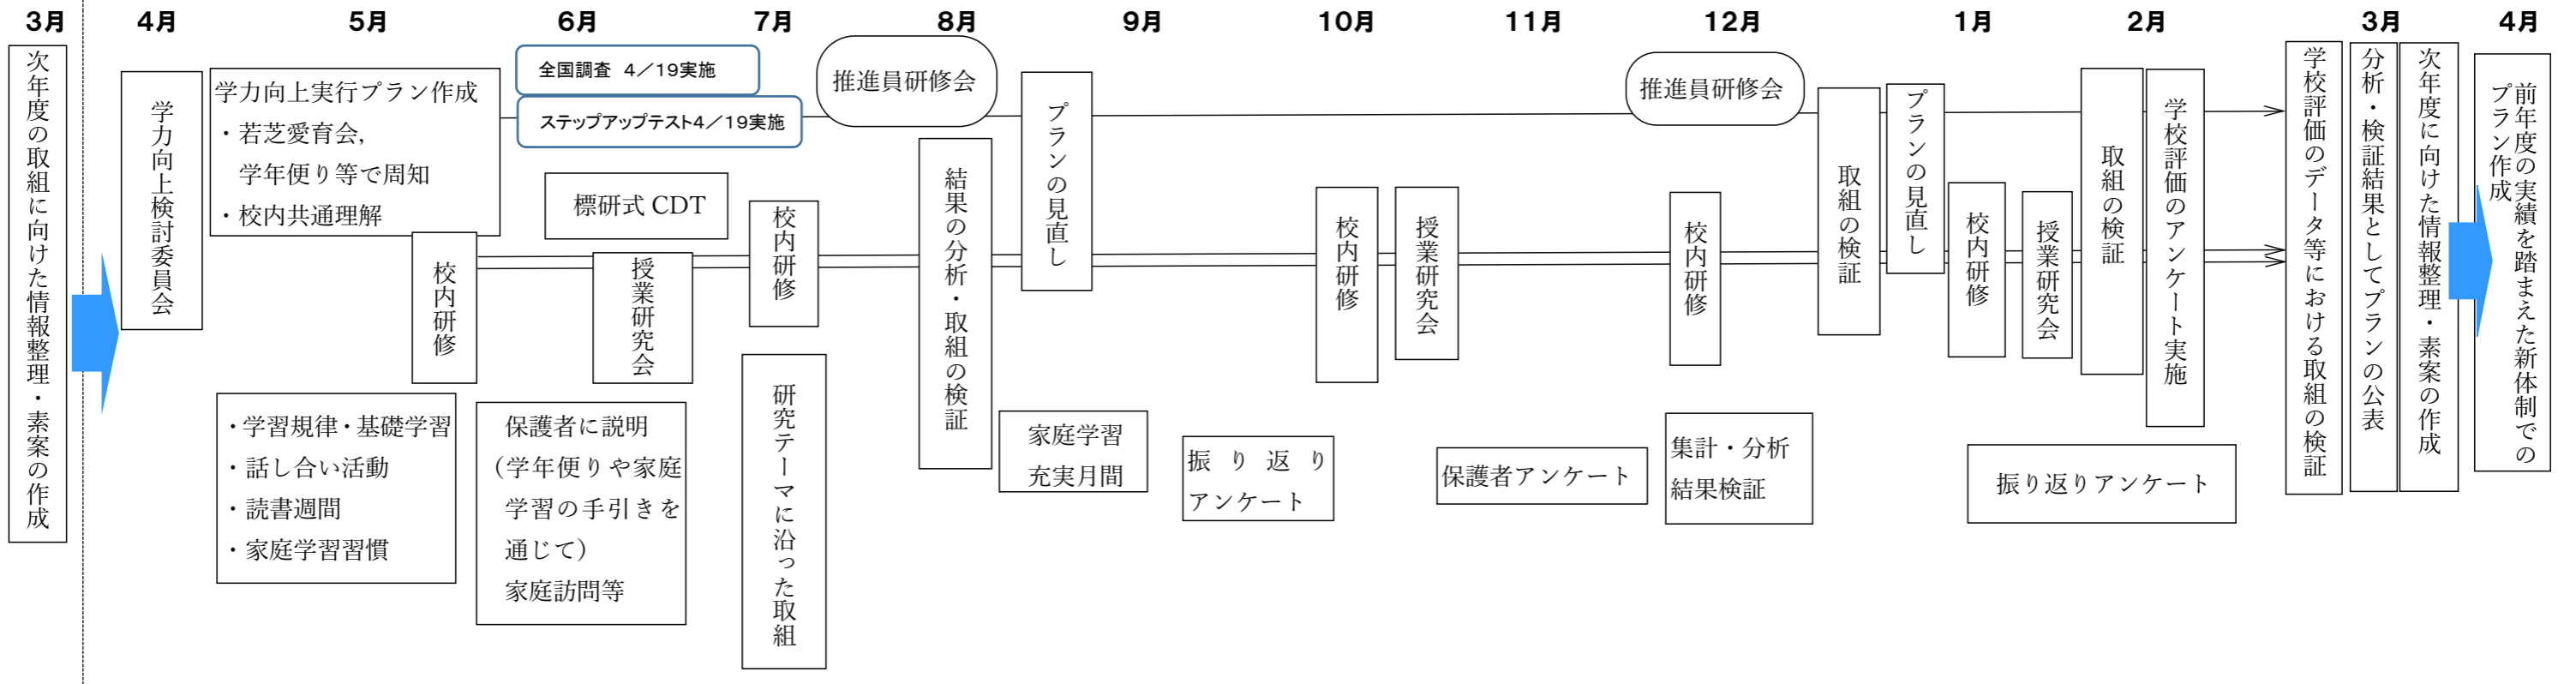 3月
4月
5月
6月
7月
8月
9月
10月
11月
12月
1月
2月
3月
4月
次年度の取組に向けた情報整理・素案の作成
学力向上検討委員会
学力向上実行プラン作成
・若芝愛育会,
学年便り等で周知
・校内共通理解
校内研修
・学習規律・基礎学習
・話し合い活動
・読書週間
・家庭学習習慣
全国調査 4／19実施
ステップアップテスト4／19実施
標研式 CDT
授業研究会
保護者に説明
（学年便りや家庭
学習の手引きを
通じて）
家庭訪問等
校内研修
研究テーマに沿った取組
推進員研修会
結果の分析・取組の検証
プランの見直し
家庭学習
充実月間
振り返り
アンケート
校内研修
授業研究会
保護者アンケート
推進員研修会
校内研修
集計・分析
結果検証
取組の検証
プランの見直し
校内研修
授業研究会
取組の検証
学校評価のアンケート実施
振り返りアンケート
学校評価のデータ等における取組の検証
分析・検証結果としてプランの公表
次年度に向けた情報整理・素案の作成
前年度の実績を踏まえた新体制での
プラン作成